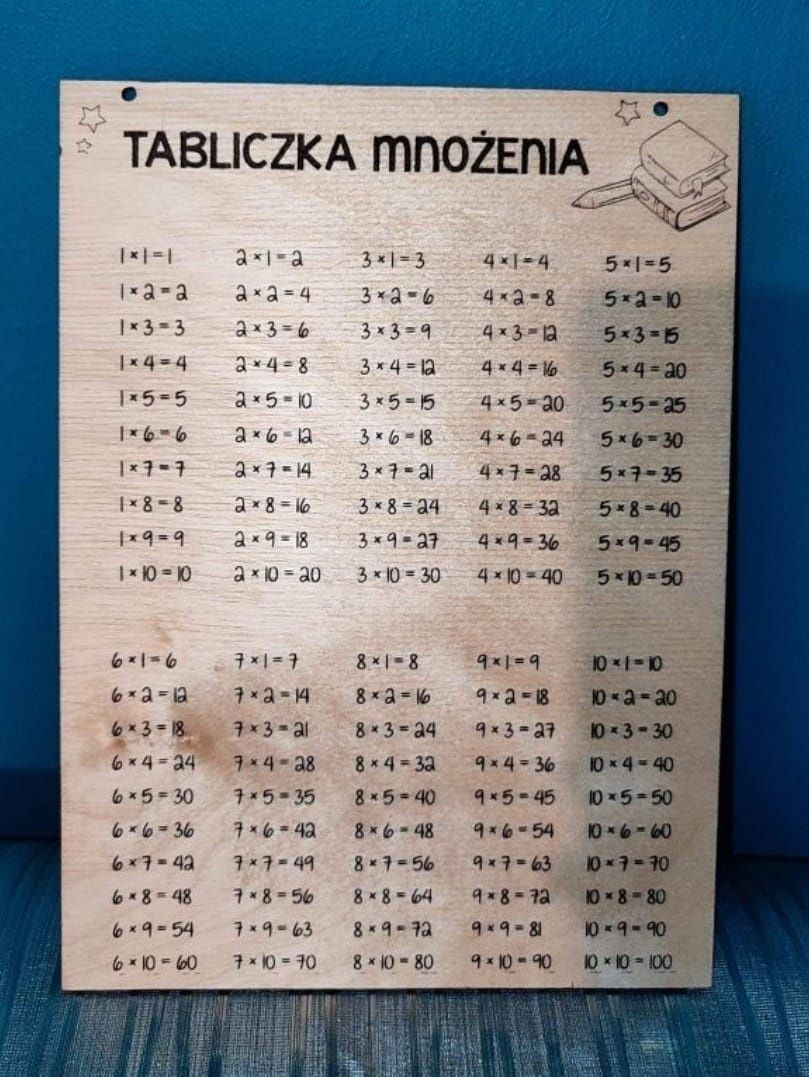 TABLICZKA MNOŻENIA
1 × 1 = 1 2 × 1 = 2 3 × 1 = 3 4 × 1 = 4 5 × 1 = 5
1 × 2 = 2 2 × 2 = 4 3 × 2 = 6 4 × 2 = 8 5 × 2 = 10
1 × 3 = 3 2 × 3 = 6 3 × 3 = 9 4 × 3 = 12 5 × 3 = 15
1 × 4 = 4 2 × 4 = 8 3 × 4 = 12 4 × 4 = 16 5 × 4 = 20
1 × 5 = 5 2 × 5 = 10 3 × 5 = 15 4 × 5 = 20 5 × 5 = 25
1 × 6 = 6 2 × 6 = 12 3 × 6 = 18 4 × 6 = 24 5 × 6 = 30
1 × 7 = 7 2 × 7 = 14 3 × 7 = 21 4 × 7 = 28 5 × 7 = 35
1 × 8 = 8 2 × 8 = 16 3 × 8 = 24 4 × 8 = 32 5 × 8 = 40
1 × 9 = 9 2 × 9 = 18 3 × 9 = 27 4 × 9 = 36 5 × 9 = 45
1 × 10 = 10 2 × 10 = 20 3 × 10 = 30 4 × 10 = 40 5 × 10 = 50
6 × 1 = 6 7 × 1 = 7 8 × 1 = 8 9 × 1 = 9 10 × 1 = 10
6 × 2 = 12 7 × 2 = 14 8 × 2 = 16 9 × 2 = 18 10 × 2 = 20
6 × 3 = 18 7 × 3 = 21 8 × 3 = 24 9 × 3 = 27 10 × 3 = 30
6 × 4 = 24 7 × 4 = 28 8 × 4 = 32 9 × 4 = 36 10 × 4 = 40
6 × 5 = 30 7 × 5 = 35 8 × 5 = 40 9 × 5 = 45 10 × 5 = 50
6 × 6 = 36 7 × 6 = 42 8 × 6 = 48 9 × 6 = 54 10 × 6 = 60
6 × 7 = 42 7 × 7 = 49 8 × 7 = 56 9 × 7 = 63 10 × 7 = 70
6 × 8 = 48 7 × 8 = 56 8 × 8 = 64 9 × 8 = 72 10 × 8 = 80
6 × 9 = 54 7 × 9 = 63 8 × 9 = 72 9 × 9 = 81 10 × 9 = 90
6 × 10 = 60 7 × 10 = 70 8 × 10 = 80 9 × 10 = 90 10 × 10 = 100